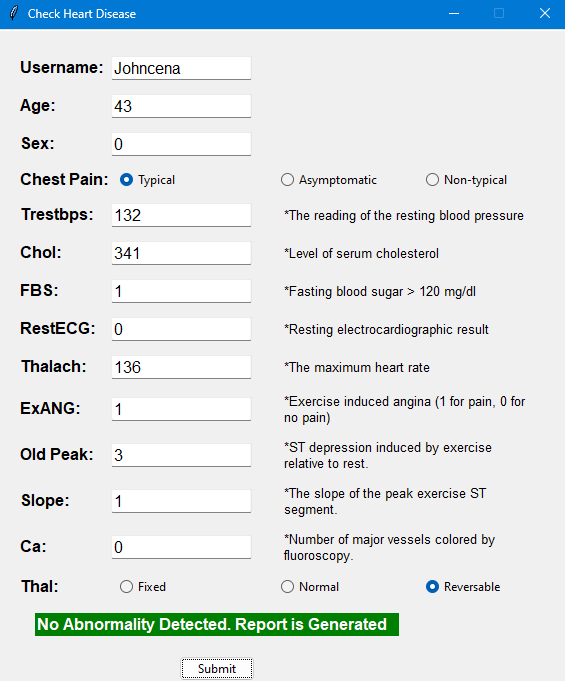 Check Heart Disease
Username: Johncena
Age: 43
Sex: 0
Chest Pain: Typical Asymptomatic Non-typical
Trestbps: 132 *The reading of the resting blood pressure
Chol: 341 *Level of serum cholesterol
FBS: 1 *Fasting blood sugar > 120 mg/dl
RestECG: 0 *Resting electrocardiographic result
Thalach: 136 *The maximum heart rate
ExANG: 1 *Exercise induced angina (1 for pain, 0 for
no pain)
Old Peak: 3 *ST depression induced by exercise
relative to rest.
Slope: 1 *The slope of the peak exercise ST
segment.
Ca: 0 *Number of major vessels colored by
fluoroscopy.
Thal: Fixed Normal Reversable
No Abnormality Detected. Report is Generated
Submit